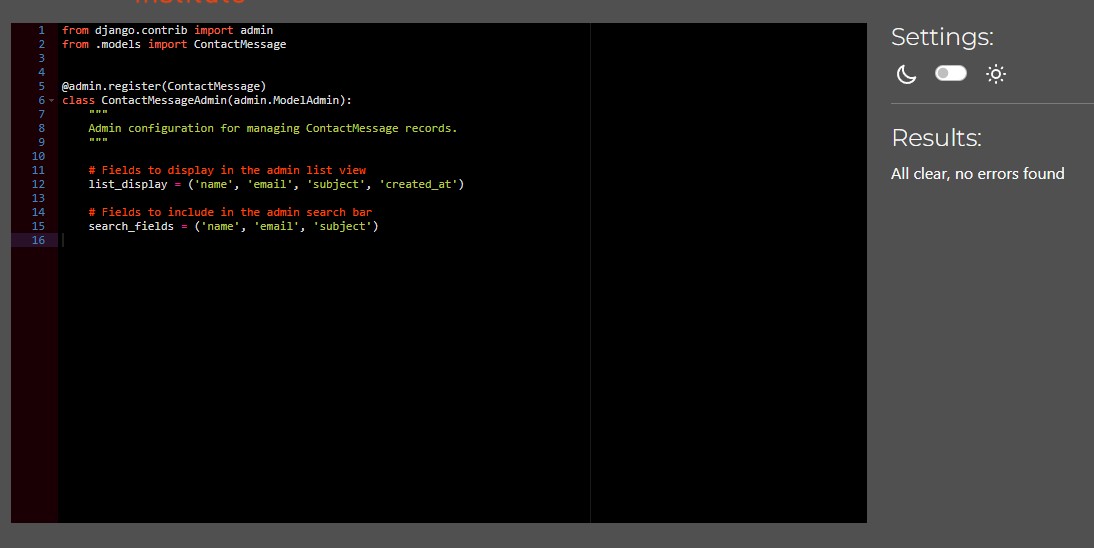 institute
1 from django.contrib import admin
2 from .models import ContactMessage
3
4
5 @admin.register(ContactMessage)
6 class ContactMessageAdmin(admin.ModelAdmin):
7     """
8     Admin configuration for managing ContactMessage records.
9     """
10
11     # Fields to display in the admin list view
12     list_display = ('name', 'email', 'subject', 'created_at')
13
14     # Fields to include in the admin search bar
15     search_fields = ('name', 'email', 'subject')
16
Settings:
Results:
All clear, no errors found